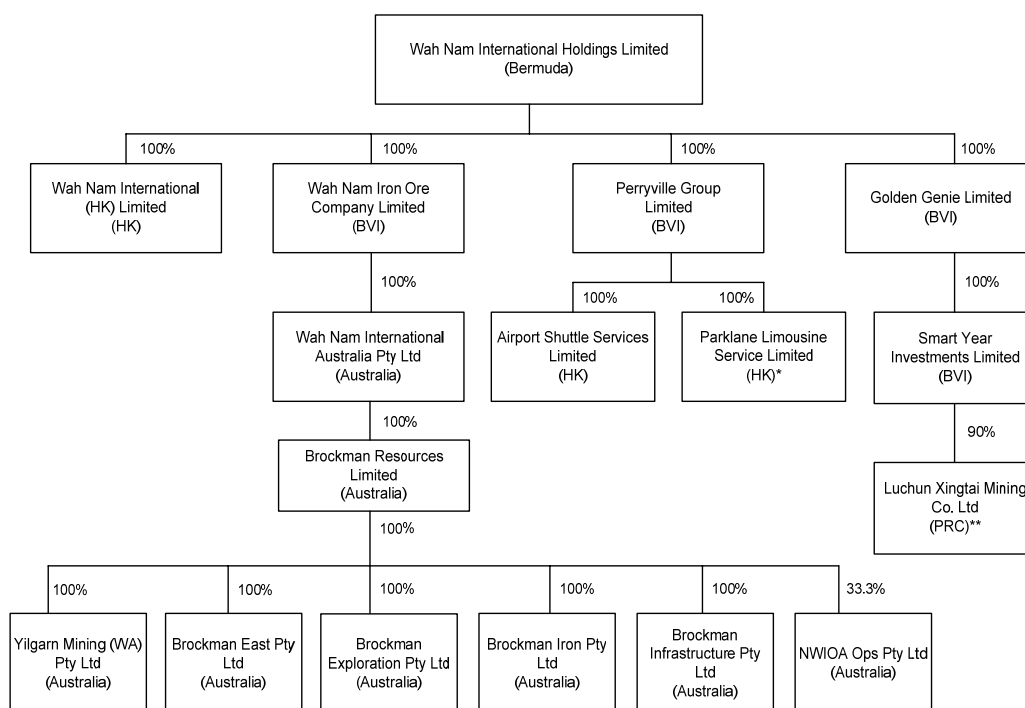 Wah Nam International Holdings Limited
(Bermuda)
100%
100%
100%
100%
Wah Nam International
(HK) Limited
(HK)
Wah Nam Iron Ore
Company Limited
(BVI)
Perryville Group
Limited
(BVI)
Golden Genie Limited
(BVI)
100%
100%
100%
100%
Wah Nam International
Australia Pty Ltd
(Australia)
Airport Shuttle Services
Limited
(HK)
Parklane Limousine
Service Limited
(HK)*
Smart Year
Investments Limited
(BVI)
100%
90%
Brockman Resources
Limited
(Australia)
Luchun Xingtai Mining
Co. Ltd
(PRC)**
100%
100%
100%
100%
100%
100%
33.3%
Yilgarn Mining (WA)
Pty Ltd
(Australia)
Brockman East Pty
Ltd
(Australia)
Brockman
Exploration Pty Ltd
(Australia)
Brockman Iron Pty
Ltd
(Australia)
Brockman
Infrastructure Pty
Ltd
(Australia)
NWIOA Ops Pty Ltd
(Australia)